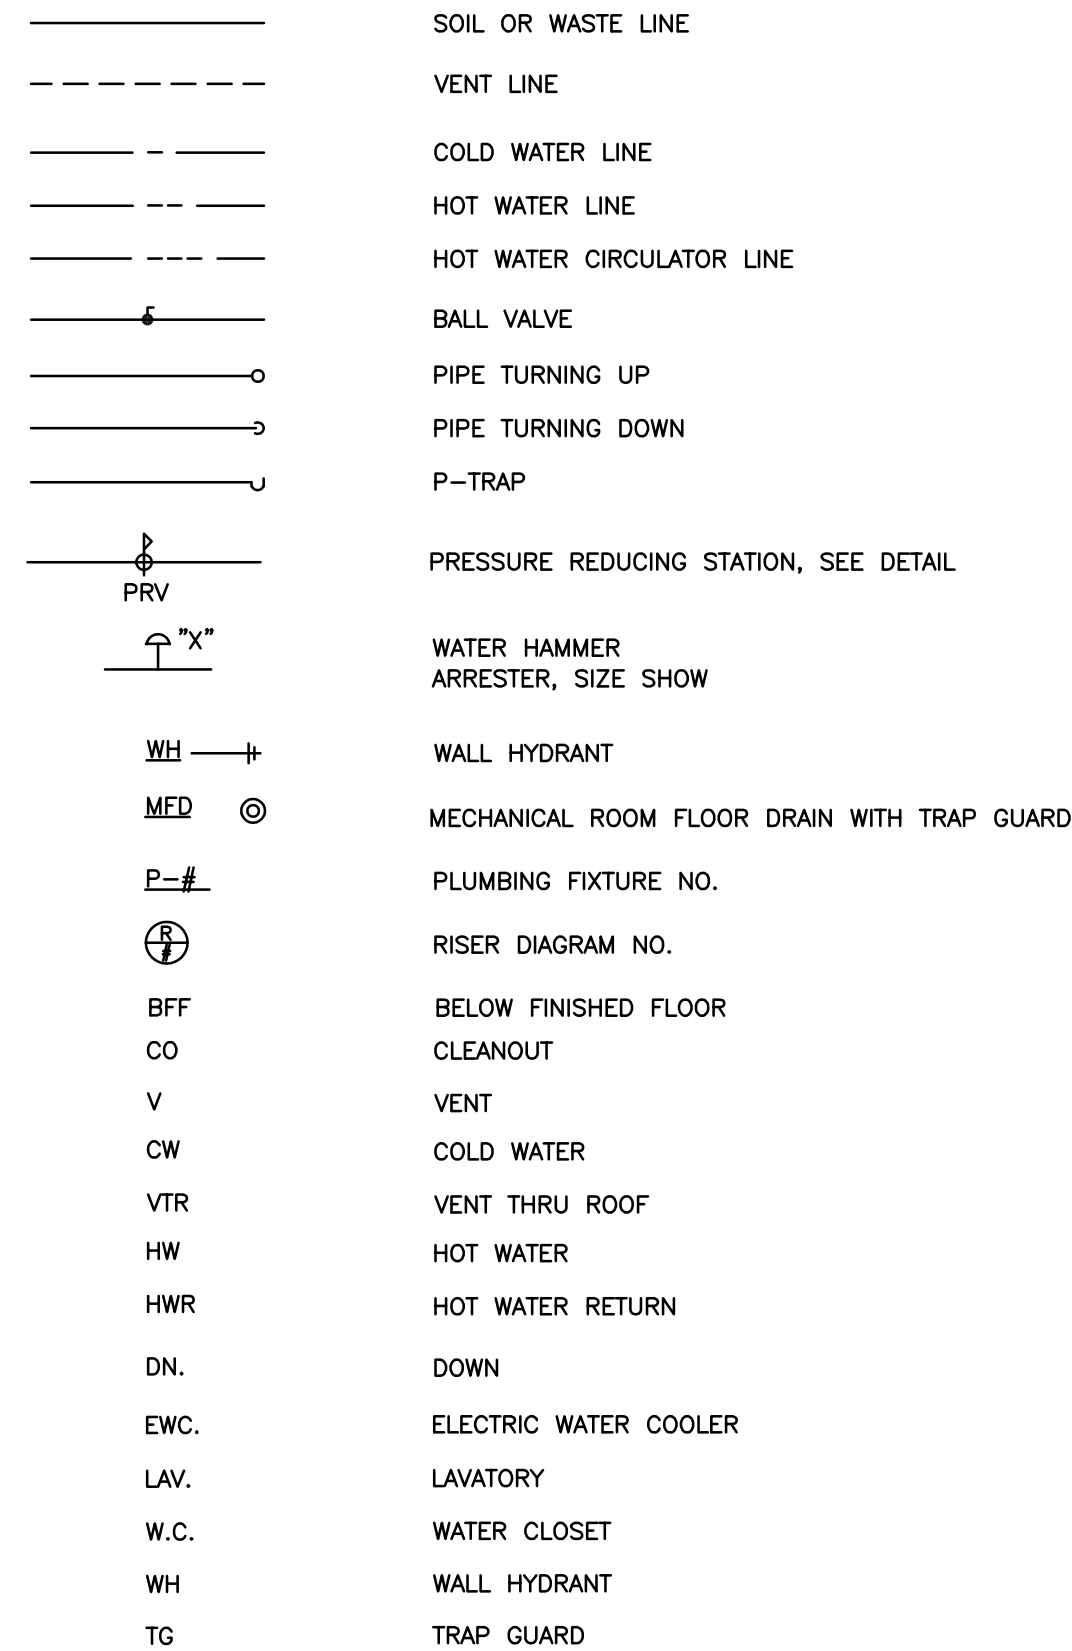 SOIL OR WASTE LINE
VENT LINE
COLD WATER LINE
HOT WATER LINE
HOT WATER CIRCULATOR LINE
BALL VALVE
PIPE TURNING UP
PIPE TURNING DOWN
P-TRAP
PRESSURE REDUCING STATION, SEE DETAIL
PRV
"X"
WATER HAMMER
ARRESTER, SIZE SHOW
WH WALL HYDRANT
MFD MECHANICAL ROOM FLOOR DRAIN WITH TRAP GUARD
P-# PLUMBING FIXTURE NO.
R
# RISER DIAGRAM NO.
BFF BELOW FINISHED FLOOR
CO CLEANOUT
V VENT
CW COLD WATER
VTR VENT THRU ROOF
HW HOT WATER
HWR HOT WATER RETURN
DN. DOWN
EWC. ELECTRIC WATER COOLER
LAV. LAVATORY
W.C. WATER CLOSET
WH WALL HYDRANT
TG TRAP GUARD